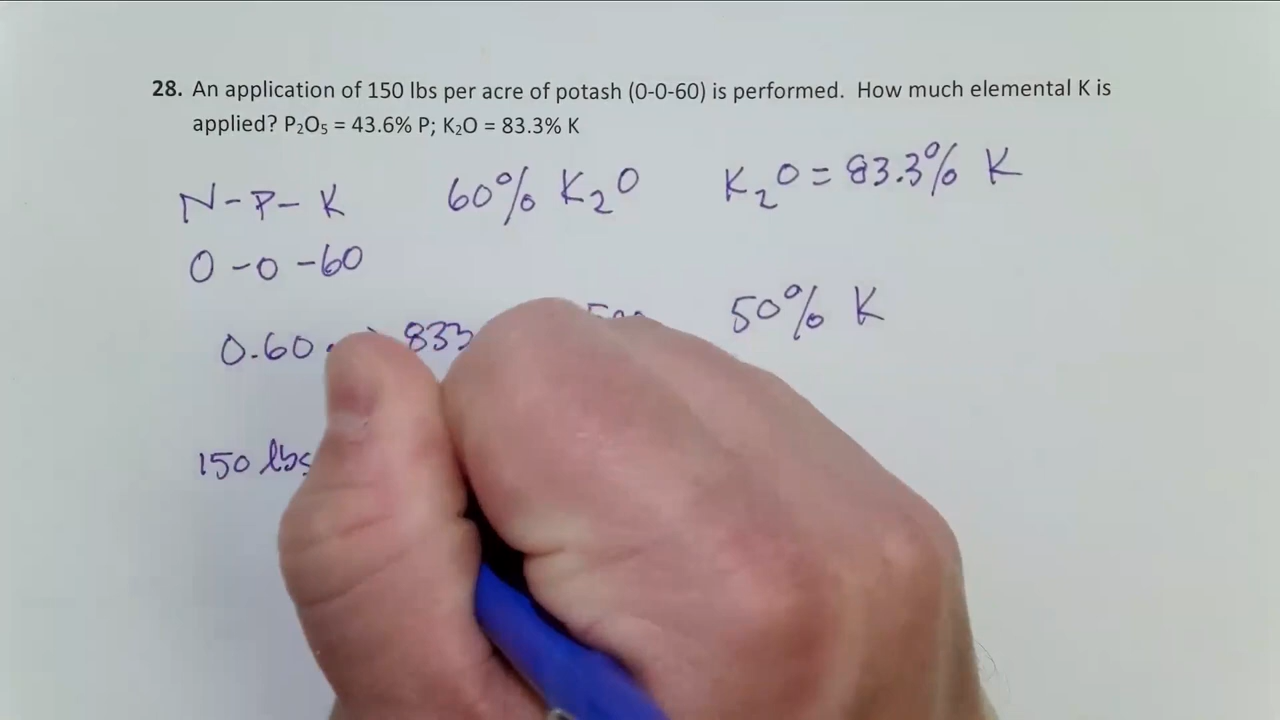 28. An application of 150 lbs per acre of potash (0-0-60) is performed. How much elemental K is
applied? P₂O₅ = 43.6% P; K₂O = 83.3% K
N-P-K 60% K₂O K₂O = 83.3% K
0-0-60
0.60 833 50% K
150 lbs